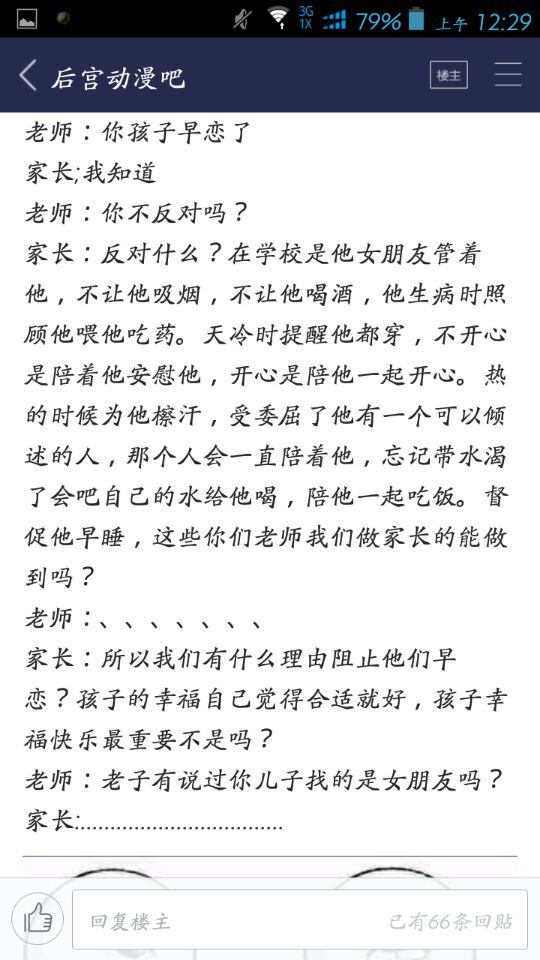 3G
1X
79%
上午 12:29
后宫动漫吧
楼主
老师：你孩子早恋了
家长;我知道
老师：你不反对吗？
家长：反对什么？在学校是他女朋友管着
他，不让他吸烟，不让他喝酒，他生病时照
顾他喂他吃药。天冷时提醒他都穿，不开心
是陪着他安慰他，开心是陪他一起开心。热
的时候为他檫汗，受委屈了他有一个可以倾
述的人，那个人会一直陪着他，忘记带水渴
了会吧自己的水给他喝，陪他一起吃饭。督
促他早睡，这些你们老师我们做家长的能做
到吗？
老师：、、、、、、、
家长：所以我们有什么理由阻止他们早
恋？孩子的幸福自己觉得合适就好，孩子幸
福快乐最重要不是吗？
老师：老子有说过你儿子找的是女朋友吗？
家长:.................................
回复楼主
已有66条回贴